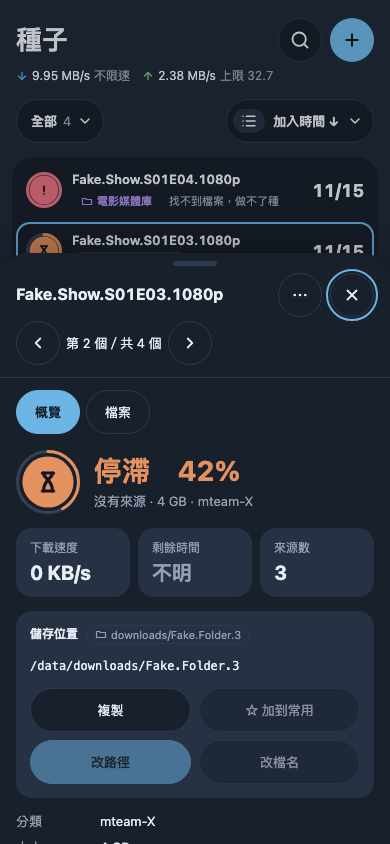 種子
↓ 9.95 MB/s 不限速 ↑ 2.38 MB/s 上限 32.7
全部 4
加入時間 ↓
Fake.Show.S01E04.1080p
電影媒體庫 找不到檔案，做不了種
11/15
Fake.Show.S01E03.1080p
11/15
Fake.Show.S01E03.1080p
第 2 個 / 共 4 個
概覽 檔案
停滯 42%
沒有來源 · 4 GB · mteam-X
下載速度 剩餘時間 來源數
0 KB/s 不明 3
儲存位置 downloads/Fake.Folder.3
/data/downloads/Fake.Folder.3
複製 ☆ 加到常用
改路徑 改檔名
分類 mteam-X